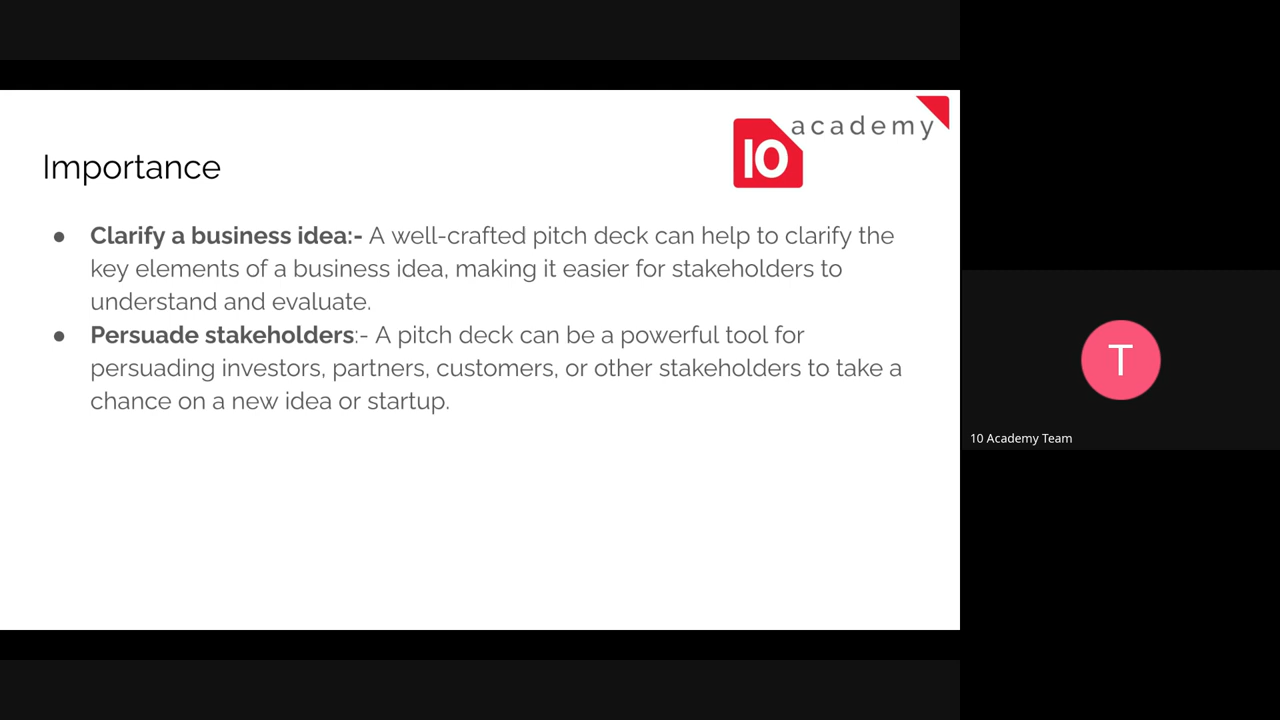 10 academy
Importance
● Clarify a business idea:- A well-crafted pitch deck can help to clarify the
key elements of a business idea, making it easier for stakeholders to
understand and evaluate.
● Persuade stakeholders:- A pitch deck can be a powerful tool for
persuading investors, partners, customers, or other stakeholders to take a
chance on a new idea or startup.
T
10 Academy Team